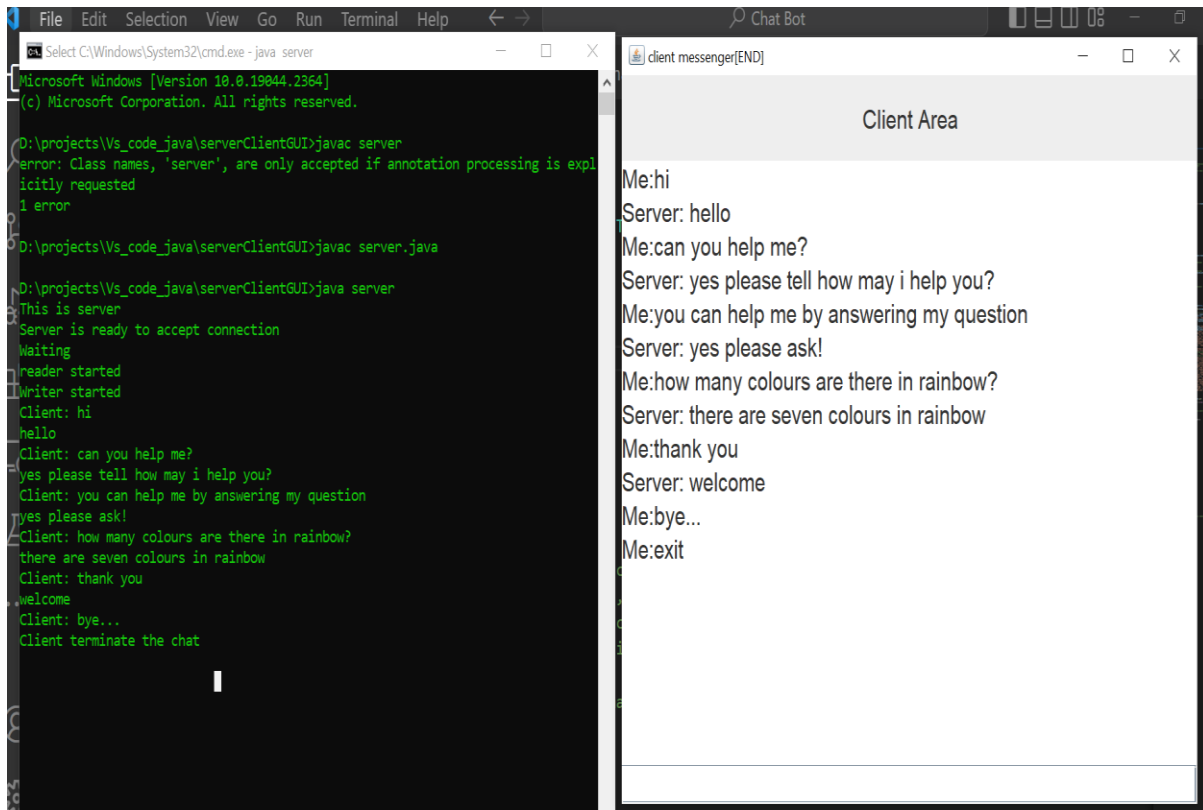 File Edit Selection View Go Run Terminal Help
Chat Bot
Select C:\Windows\System32\cmd.exe - java server
Microsoft Windows [Version 10.0.19044.2364]
(c) Microsoft Corporation. All rights reserved.
D:\projects\Vs_code_java\serverClientGUI>javac server
error: Class names, 'server', are only accepted if annotation processing is expl
icitly requested
1 error
D:\projects\Vs_code_java\serverClientGUI>javac server.java
D:\projects\Vs_code_java\serverClientGUI>java server
This is server
Server is ready to accept connection
Waiting
reader started
Writer started
Client: hi
hello
Client: can you help me?
yes please tell how may i help you?
Client: you can help me by answering my question
yes please ask!
Client: how many colours are there in rainbow?
there are seven colours in rainbow
Client: thank you
welcome
Client: bye...
Client terminate the chat
client messenger[END]
Client Area
Me:hi
Server: hello
Me:can you help me?
Server: yes please tell how may i help you?
Me:you can help me by answering my question
Server: yes please ask!
Me:how many colours are there in rainbow?
Server: there are seven colours in rainbow
Me:thank you
Server: welcome
Me:bye...
Me:exit